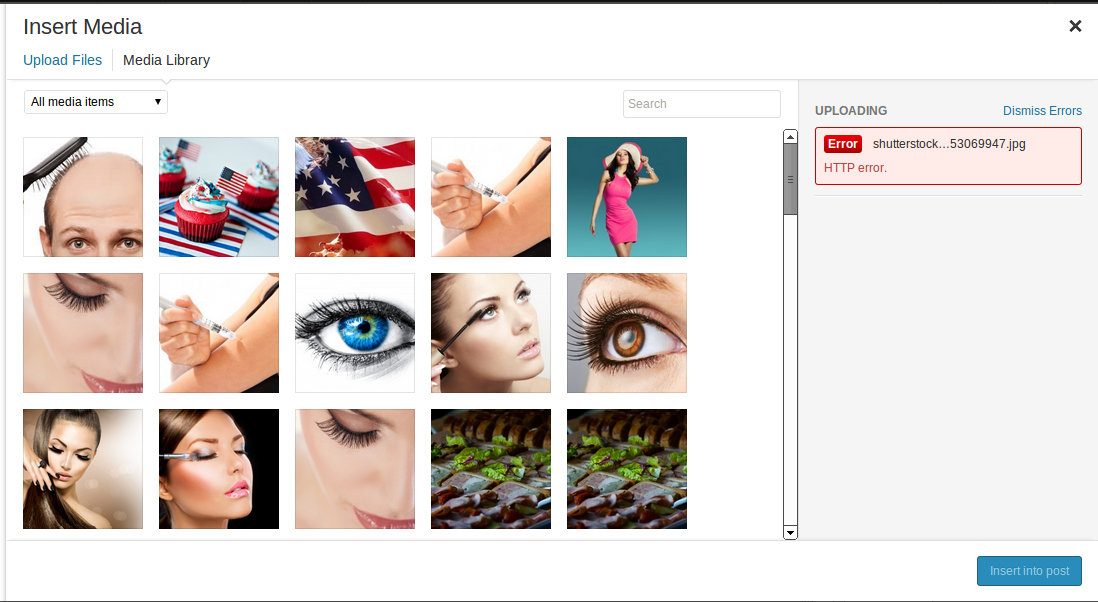 Insert Media
Upload Files
Media Library
All media items
Search
UPLOADING
Dismiss Errors
Error
shutterstock…53069947.jpg
HTTP error.
Insert into post